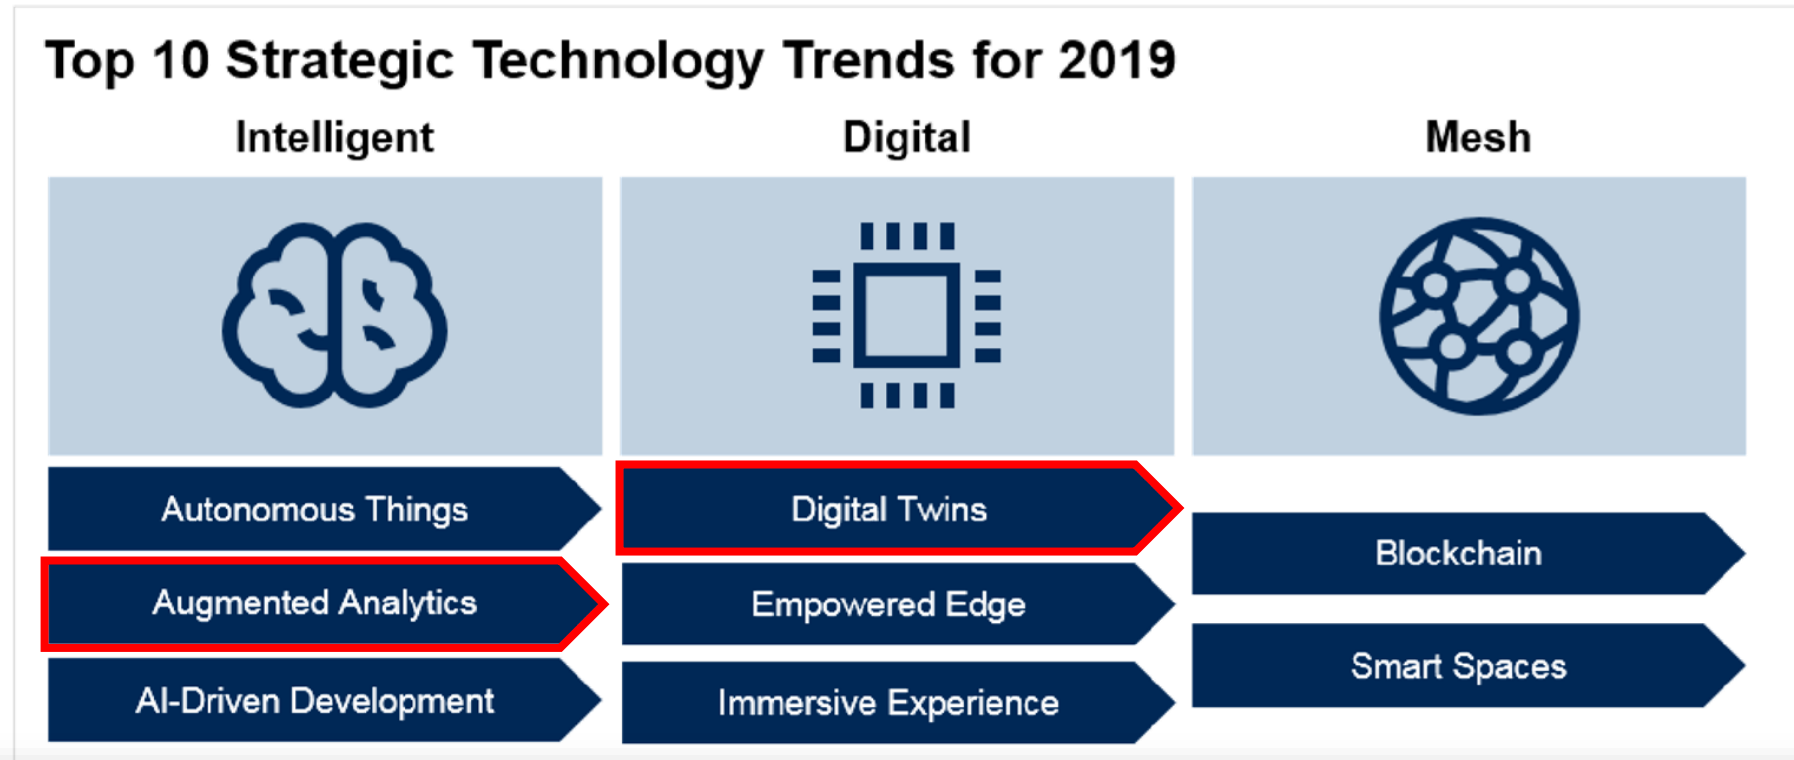 Top 10 Strategic Technology Trends for 2019
Intelligent
Digital
Mesh
Autonomous Things
Augmented Analytics
AI-Driven Development
Digital Twins
Empowered Edge
Immersive Experience
Blockchain
Smart Spaces